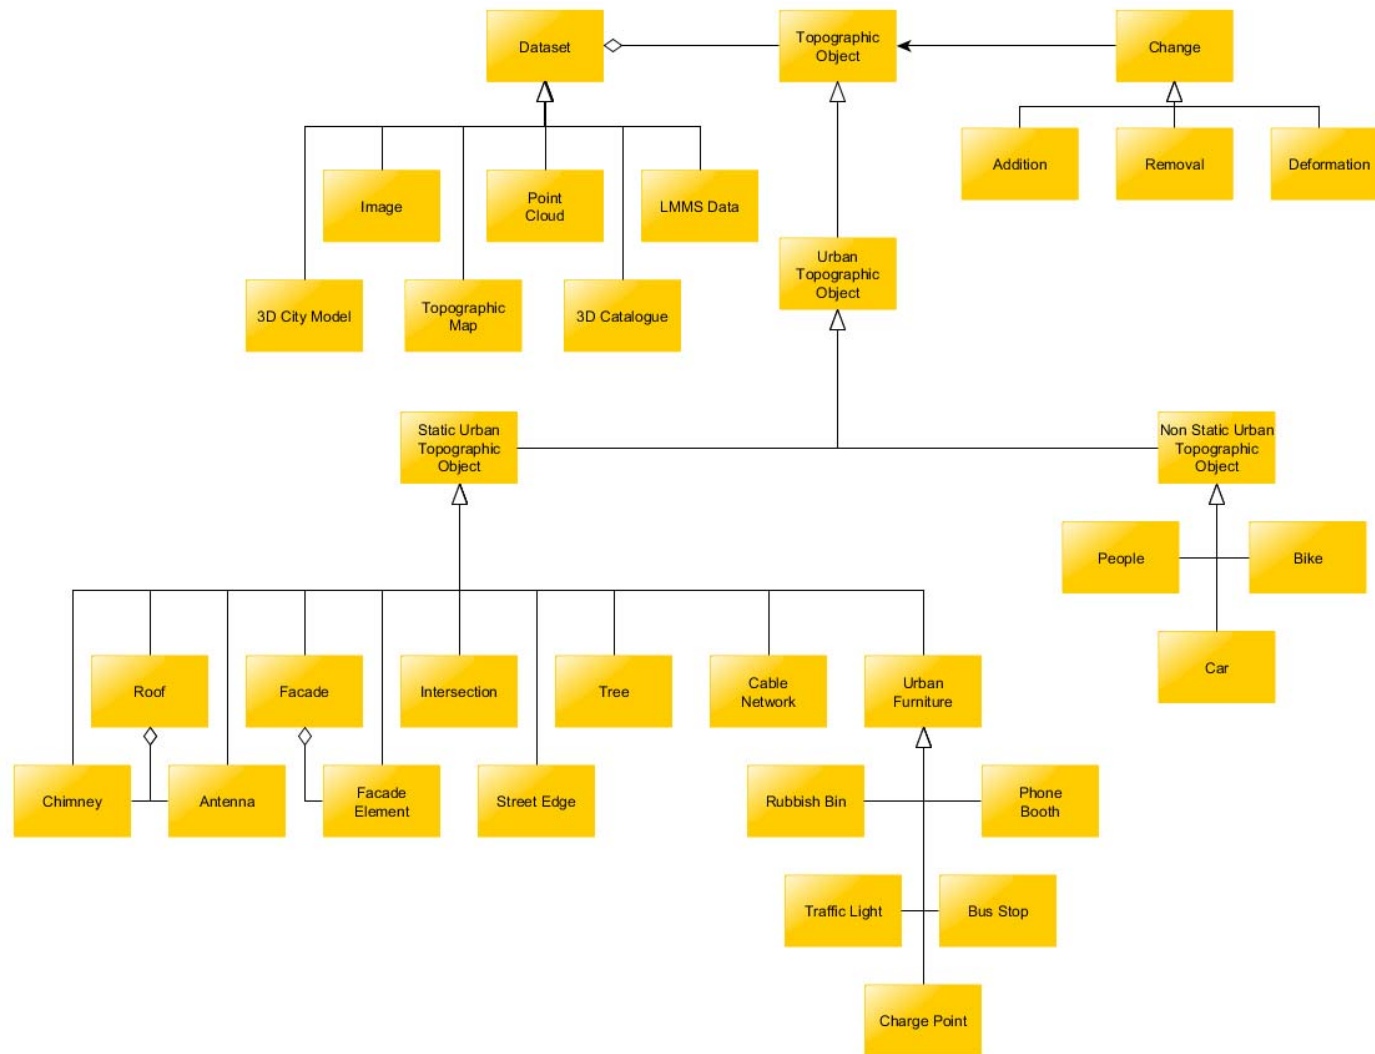 Dataset
Topographic
Object
Change
Addition
Removal
Deformation
Image
Point
Cloud
LMMS Data
Urban
Topographic
Object
3D City Model
Topographic
Map
3D Catalogue
Static Urban
Topographic
Object
Non Static Urban
Topographic
Object
People
Bike
Car
Roof
Facade
Intersection
Tree
Cable
Network
Urban
Furniture
Chimney
Antenna
Facade
Element
Street Edge
Rubbish Bin
Phone
Booth
Traffic Light
Bus Stop
Charge Point